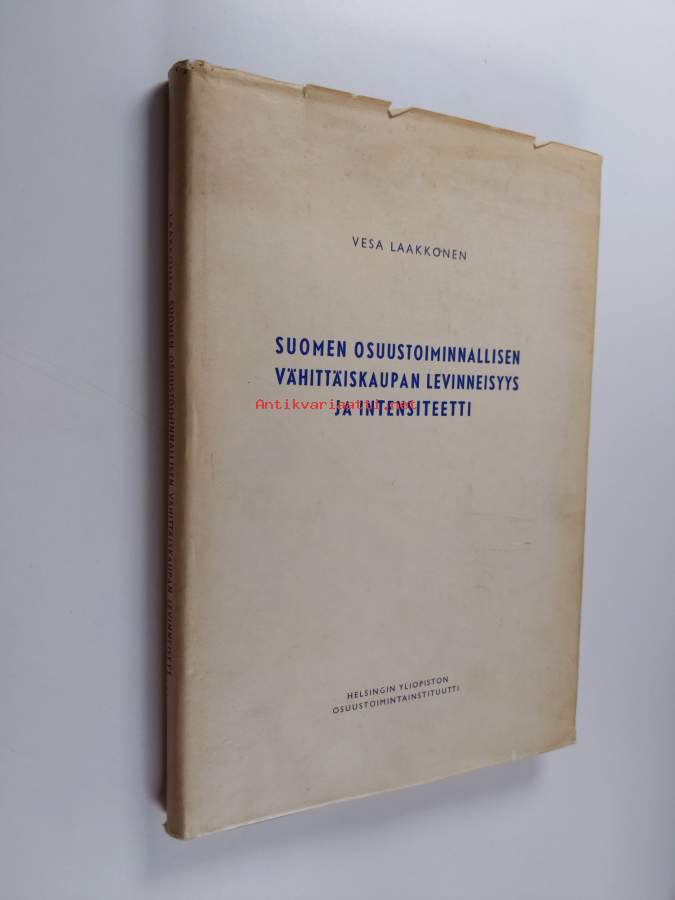 VESA LAAKKONEN
SUOMEN OSUUSTOIMINNALLISEN
VÄHITTÄISKAUPAN LEVINNEISYYS
JA INTENSITEETTI
Antikvariaatti.net
HELSINGIN YLIOPISTON
OSUUSTOIMINTAINSTITUUTTI
LAAKKONEN, SUOMEN OSUUSTOIMINNALLISEN VÄHITTÄISKAUPAN LEVINNEISYYS